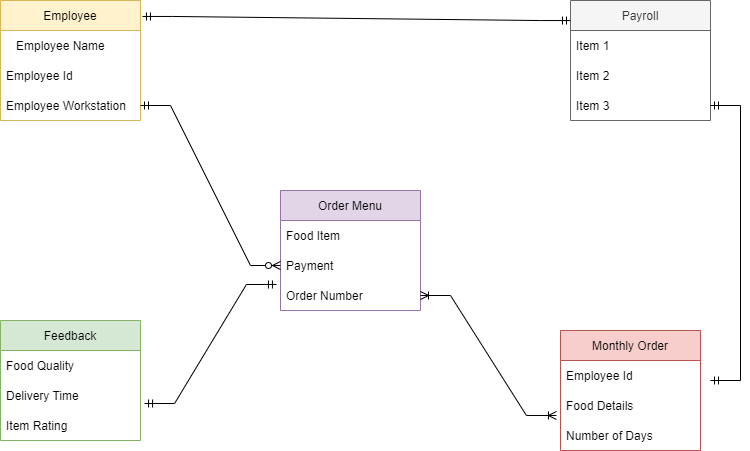 Employee
Employee Name
Employee Id
Employee Workstation
Payroll
Item 1
Item 2
Item 3
Order Menu
Food Item
Payment
Order Number
Feedback
Food Quality
Delivery Time
Item Rating
Monthly Order
Employee Id
Food Details
Number of Days